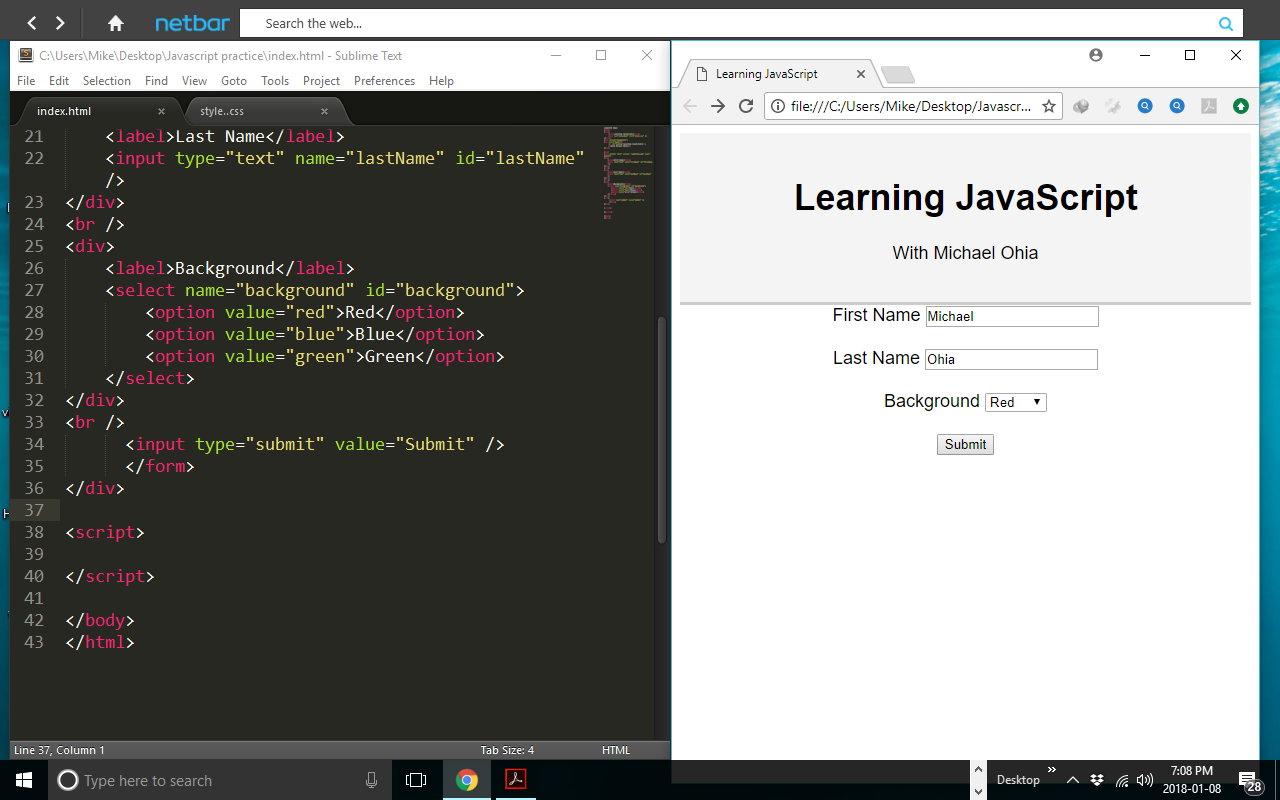 netbar
Search the web...
C:\Users\Mike\Desktop\Javascript practice\index.html - Sublime Text
File Edit Selection Find View Goto Tools Project Preferences Help
index.html
style..css
21 <label>Last Name</label>
22 <input type="text" name="lastName" id="lastName"
/>
23 </div>
24 <br />
25 <div>
26 <label>Background</label>
27 <select name="background" id="background">
28 <option value="red">Red</option>
29 <option value="blue">Blue</option>
30 <option value="green">Green</option>
31 </select>
32 </div>
33 <br />
34 <input type="submit" value="Submit" />
35 </form>
36 </div>
37
38 <script>
39
40 </script>
41
42 </body>
43 </html>
Line 37, Column 1
Tab Size: 4
HTML
Learning JavaScript
file:///C:/Users/Mike/Desktop/Javascr...
Learning JavaScript
With Michael Ohia
First Name Michael
Last Name Ohia
Background Red
Submit
Type here to search
Desktop
7:08 PM
2018-01-08
28